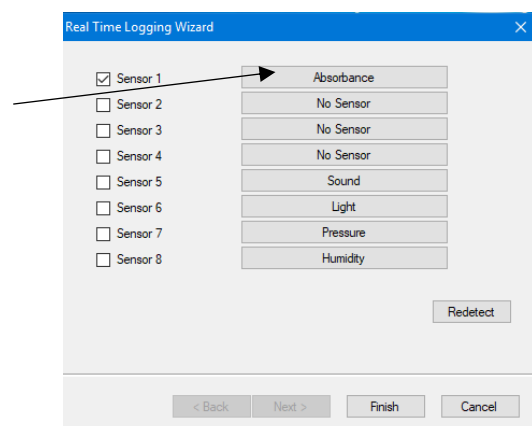 Real Time Logging Wizard
Sensor 1 Absorbance
Sensor 2 No Sensor
Sensor 3 No Sensor
Sensor 4 No Sensor
Sensor 5 Sound
Sensor 6 Light
Sensor 7 Pressure
Sensor 8 Humidity
Redetect
< Back Next > Finish Cancel